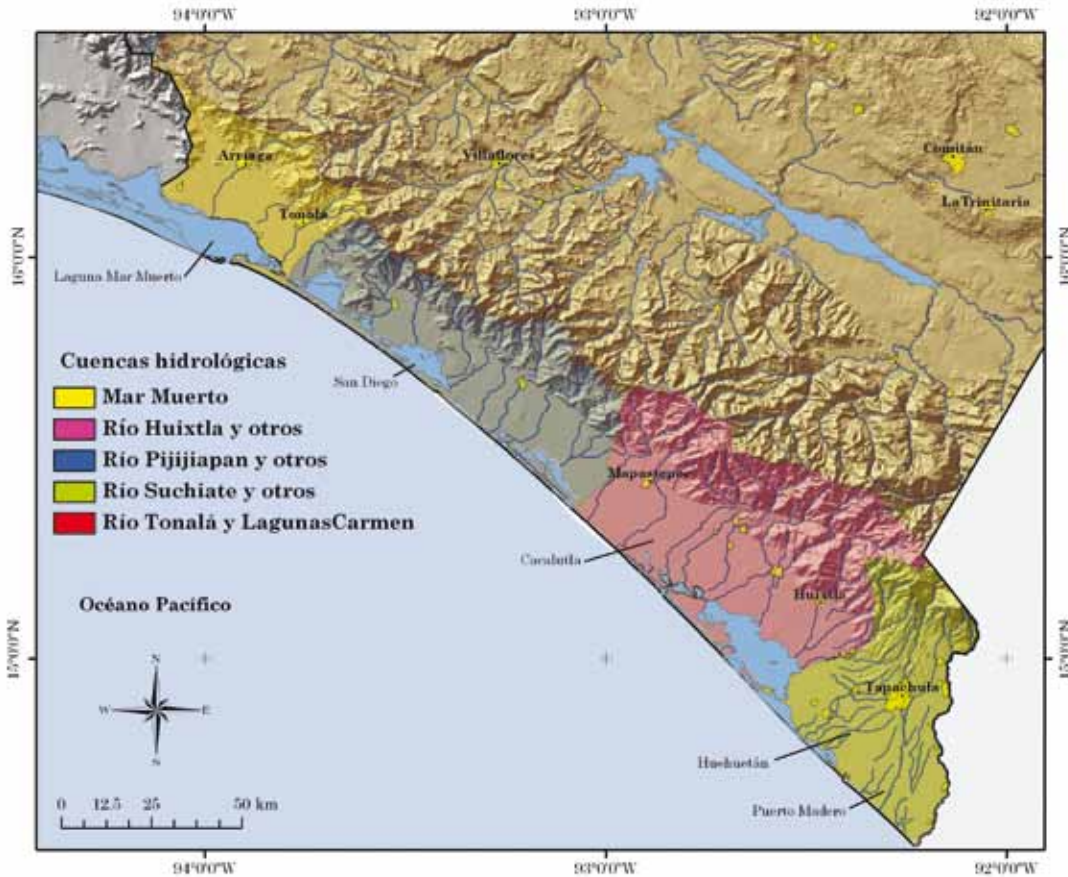 94°0'0"W 93°0'0"W 92°0'0"W
Arriaga
Villaflores
Comitán
Tonalá
La Trinitaria
16°0'0"N 16°0'0"N
Laguna Mar Muerto
San Diego
Cuencas hidrológicas
Mar Muerto
Río Huixtla y otros
Río Pijijiapan y otros
Río Suchiate y otros
Río Tonalá y LagunasCarmen
Mapastepec
Cacalutla
Huixtla
Océano Pacífico
15°0'0"N 15°0'0"N
N
W E
S
Tapachula
Huehuetán
Puerto Madero
0 12.5 25 50 km
94°0'0"W 93°0'0"W 92°0'0"W